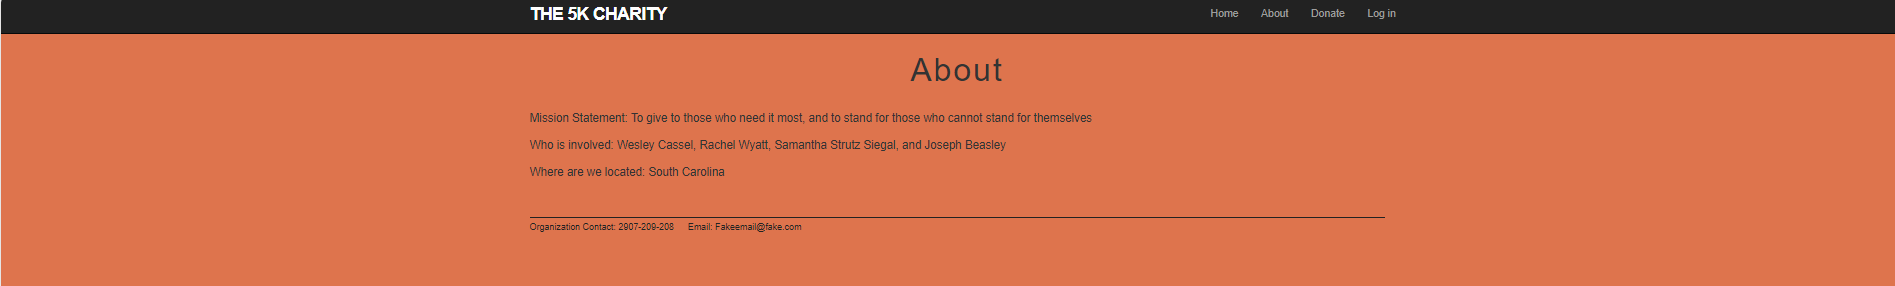 THE 5K CHARITY Home About Donate Log in
About
Mission Statement: To give to those who need it most, and to stand for those who cannot stand for themselves
Who is involved: Wesley Cassel, Rachel Wyatt, Samantha Strutz Siegal, and Joseph Beasley
Where are we located: South Carolina
Organization Contact: 2907-209-208 Email: Fakeemail@fake.com